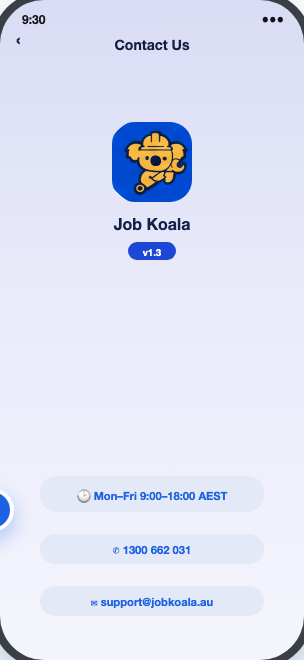 9:30
Contact Us
Job Koala
v1.3
🕒 Mon–Fri 9:00–18:00 AEST
✆ 1300 662 031
✉ support@jobkoala.au